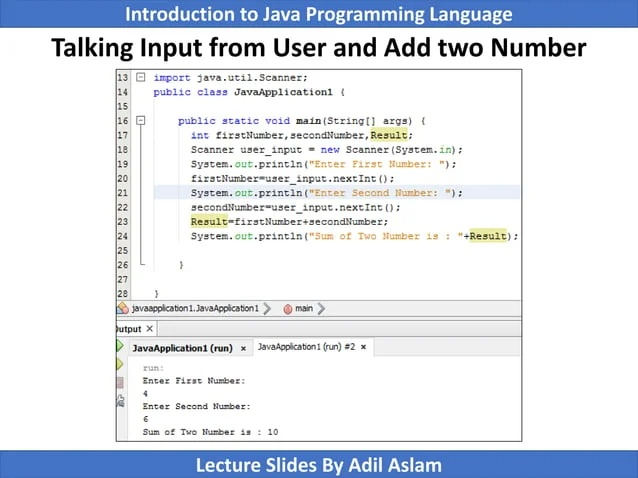 Introduction to Java Programming Language
Talking Input from User and Add two Number
13 import java.util.Scanner;
14 public class JavaApplication1 {
15
16 public static void main(String[] args) {
17 int firstNumber,secondNumber,Result;
18 Scanner user_input = new Scanner(System.in);
19 System.out.println("Enter First Number: ");
20 firstNumber=user_input.nextInt();
21 System.out.println("Enter Second Number: ");
22 secondNumber=user_input.nextInt();
23 Result=firstNumber+secondNumber;
24 System.out.println("Sum of Two Number is : "+Result);
25
26 }
27
28 }
javaapplication1.JavaApplication1 main
Output ×
JavaApplication1 (run) × JavaApplication1 (run) #2 ×
run:
Enter First Number:
4
Enter Second Number:
6
Sum of Two Number is : 10
Lecture Slides By Adil Aslam